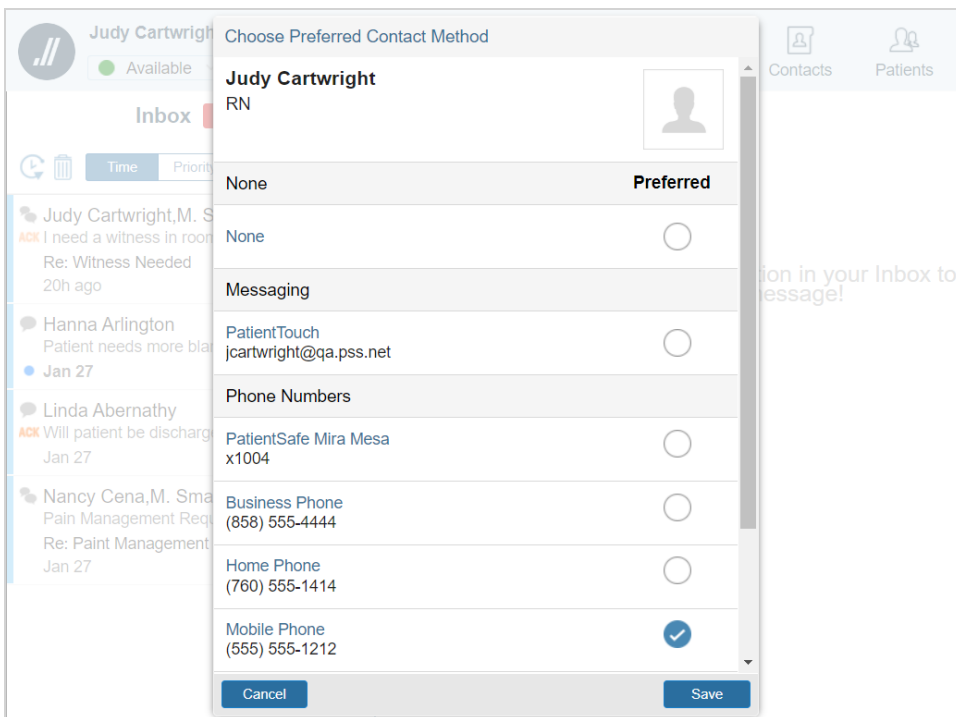 Judy Cartwrigh
Available
Contacts
Patients
Inbox
Time
Priority
Judy Cartwright,M. S
ACK I need a witness in room
Re: Witness Needed
20h ago
Hanna Arlington
Patient needs more blan
Jan 27
Linda Abernathy
ACK Will patient be discharg
Jan 27
Nancy Cena,M. Sma
Pain Management Requ
Re: Paint Management
Jan 27
Choose Preferred Contact Method
Judy Cartwright
RN
None
Preferred
None
Messaging
PatientTouch
jcartwright@qa.pss.net
Phone Numbers
PatientSafe Mira Mesa
x1004
Business Phone
(858) 555-4444
Home Phone
(760) 555-1414
Mobile Phone
(555) 555-1212
Cancel
Save
tion in your Inbox to
message!